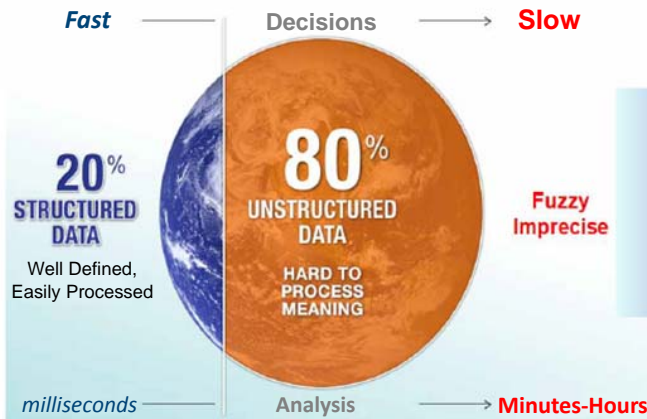 Fast Decisions Slow
20%
STRUCTURED
DATA
Well Defined,
Easily Processed
80%
UNSTRUCTURED
DATA
HARD TO
PROCESS
MEANING
Fuzzy
Imprecise
milliseconds Analysis Minutes-Hours